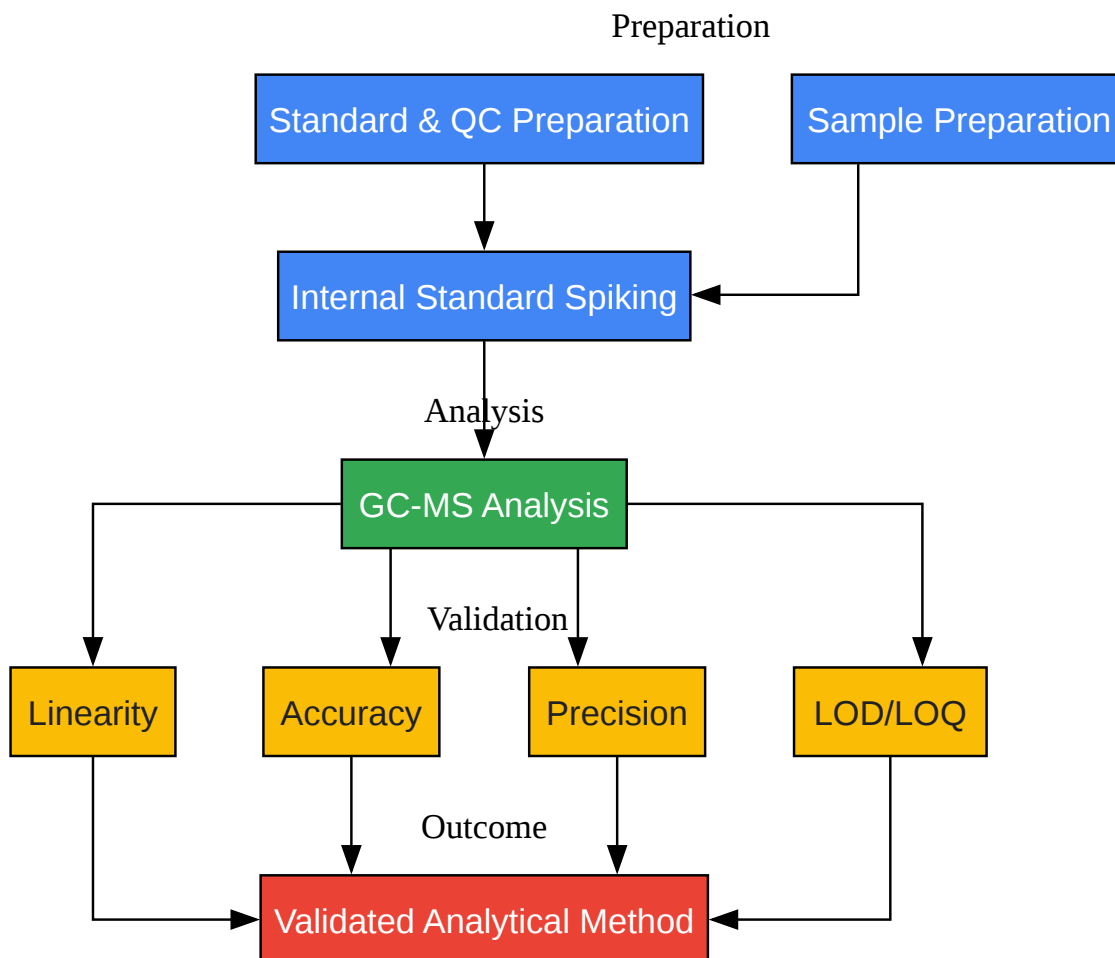 Preparation
Standard & QC Preparation
Sample Preparation
Internal Standard Spiking
Analysis
GC-MS Analysis
Validation
Linearity
Accuracy
Precision
LOD/LOQ
Outcome
Validated Analytical Method